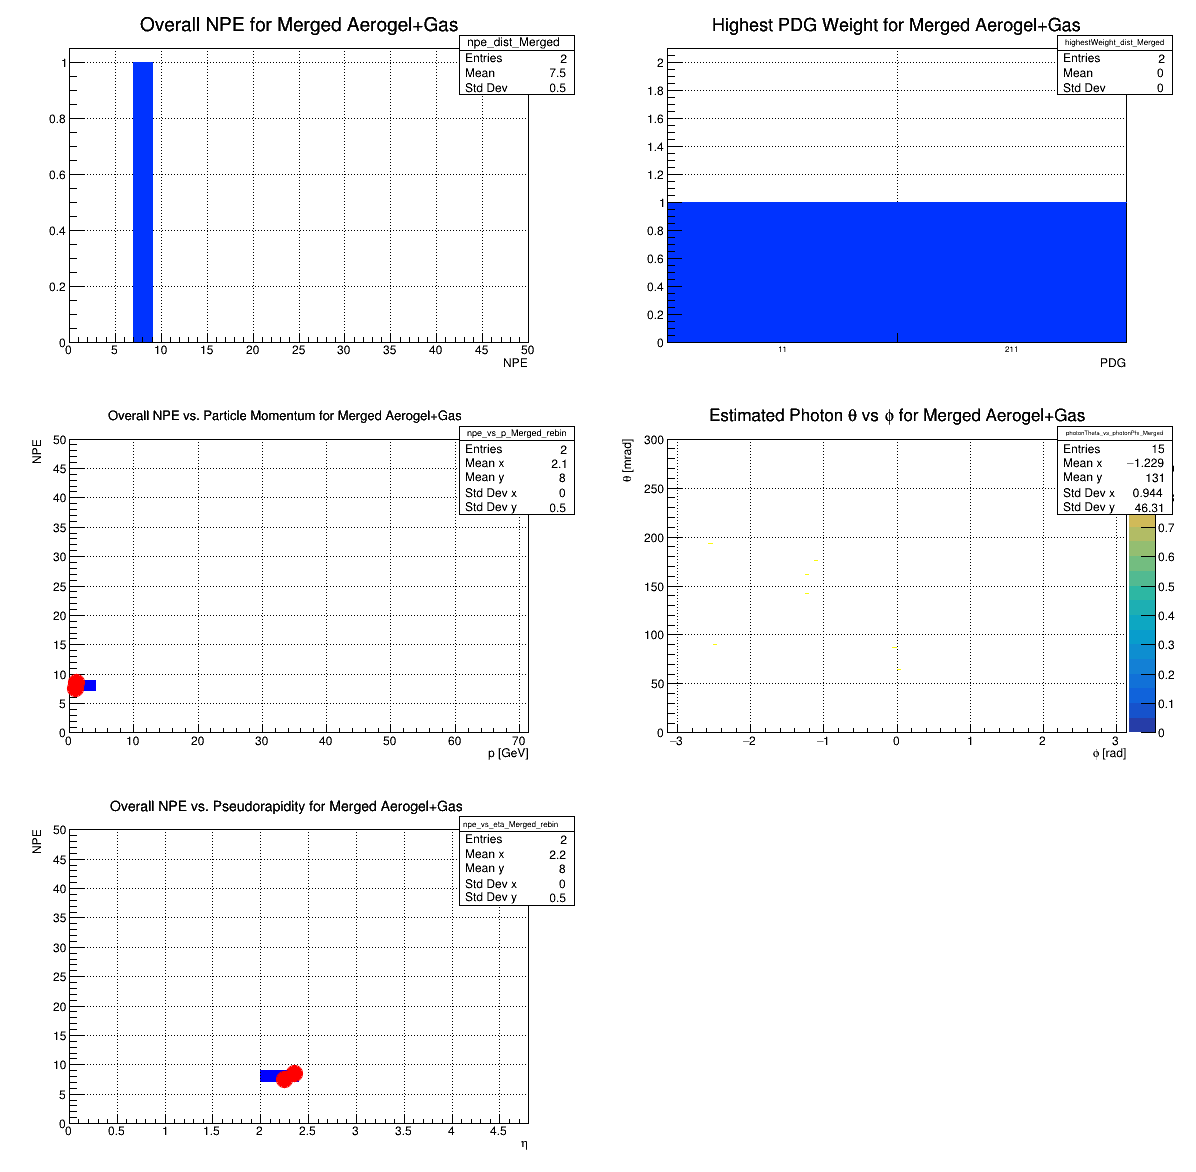 Overall NPE for Merged Aerogel+Gas
npe_dist_Merged
Entries 2
Mean 7.5
Std Dev 0.5
1
0.8
0.6
0.4
0.2
0
0 5 10 15 20 25 30 35 40 45 50
NPE
Highest PDG Weight for Merged Aerogel+Gas
highestWeight_dist_Merged
Entries 2
Mean 0
Std Dev 0
2
1.8
1.6
1.4
1.2
1
0.8
0.6
0.4
0.2
0
11 211
PDG
Overall NPE vs. Particle Momentum for Merged Aerogel+Gas
npe_vs_p_Merged_rebin
Entries 2
Mean x 2.1
Mean y 8
Std Dev x 0
Std Dev y 0.5
NPE
50
45
40
35
30
25
20
15
10
5
0
0 10 20 30 40 50 60 70
p [GeV]
Estimated Photon θ vs ϕ for Merged Aerogel+Gas
photonTheta_vs_photonPhi_Merged
Entries 15
Mean x −1.229
Mean y 131
Std Dev x 0.944
Std Dev y 46.31
θ [mrad]
300
250
200
150
100
50
0
−3 −2 −1 0 1 2 3
ϕ [rad]
0.7
0.6
0.5
0.4
0.3
0.2
0.1
0
Overall NPE vs. Pseudorapidity for Merged Aerogel+Gas
npe_vs_eta_Merged_rebin
Entries 2
Mean x 2.2
Mean y 8
Std Dev x 0
Std Dev y 0.5
NPE
50
45
40
35
30
25
20
15
10
5
0
0 0.5 1 1.5 2 2.5 3 3.5 4 4.5
η